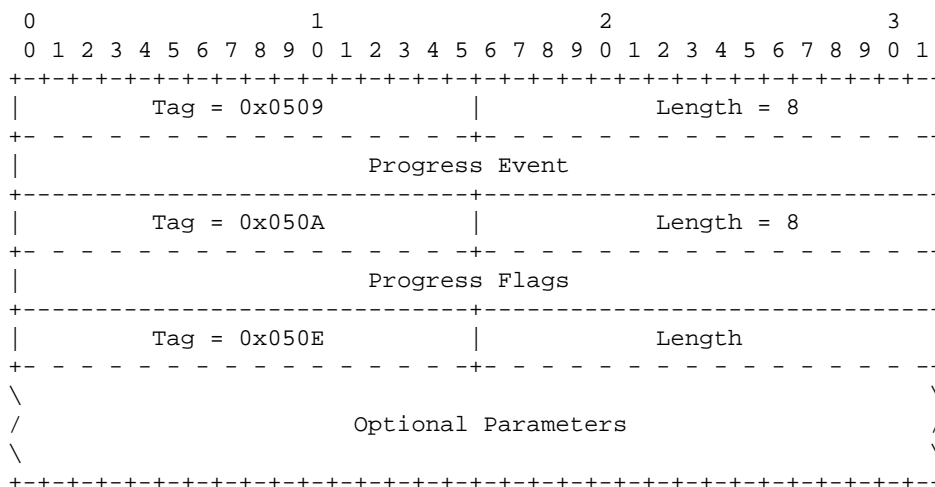 0                   1                   2                   3
0 1 2 3 4 5 6 7 8 9 0 1 2 3 4 5 6 7 8 9 0 1 2 3 4 5 6 7 8 9 0 1
+-+-+-+-+-+-+-+-+-+-+-+-+-+-+-+-+-+-+-+-+-+-+-+-+-+-+-+-+-+-+-+-
|         Tag = 0x0509          |            Length = 8
+- - - - - - - - - - - - - - - -+- - - - - - - - - - - - - - - -
|                        Progress Event
+-------------------------------+-------------------------------
|         Tag = 0x050A          |            Length = 8
+- - - - - - - - - - - - - - - -+- - - - - - - - - - - - - - - -
|                        Progress Flags
+-------------------------------+-------------------------------
|         Tag = 0x050E          |            Length
+- - - - - - - - - - - - - - - -+- - - - - - - - - - - - - - - -
\                                                               \
/                       Optional Parameters                     /
\                                                               \
+-+-+-+-+-+-+-+-+-+-+-+-+-+-+-+-+-+-+-+-+-+-+-+-+-+-+-+-+-+-+-+-